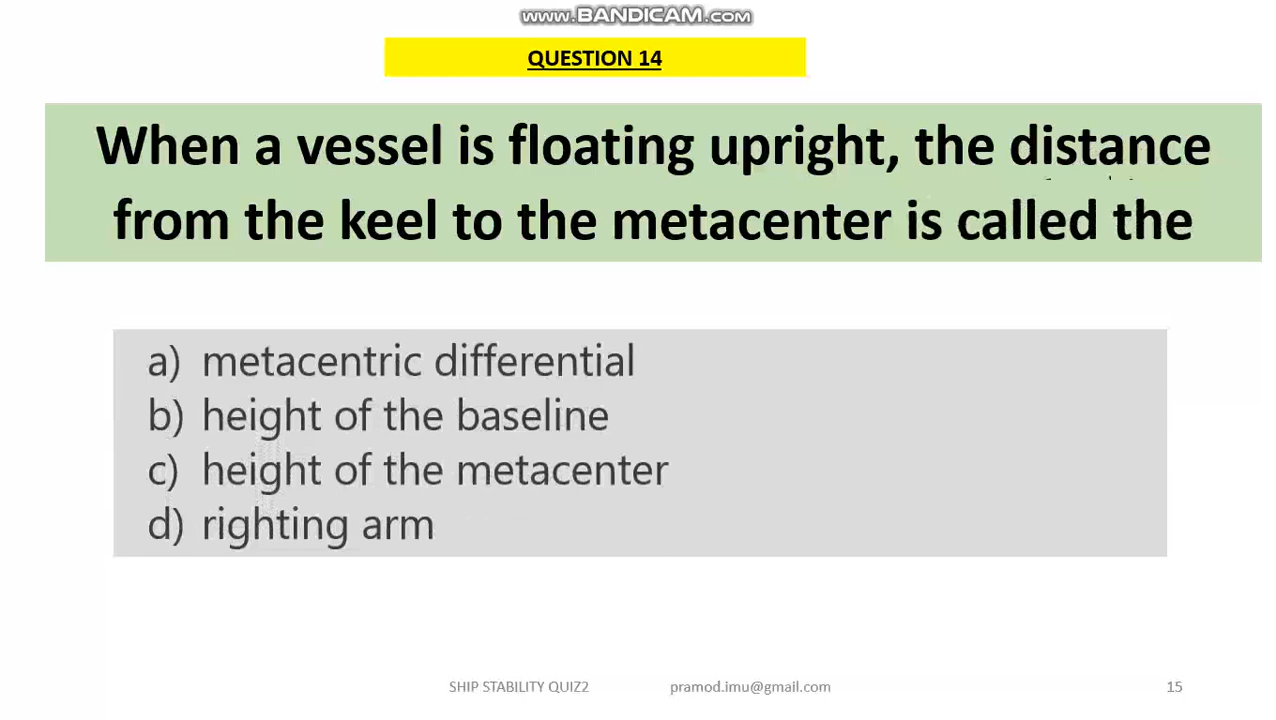 www.BANDICAM.com
QUESTION 14
When a vessel is floating upright, the distance
from the keel to the metacenter is called the
a) metacentric differential
b) height of the baseline
c) height of the metacenter
d) righting arm
SHIP STABILITY QUIZ2 pramod.imu@gmail.com 15